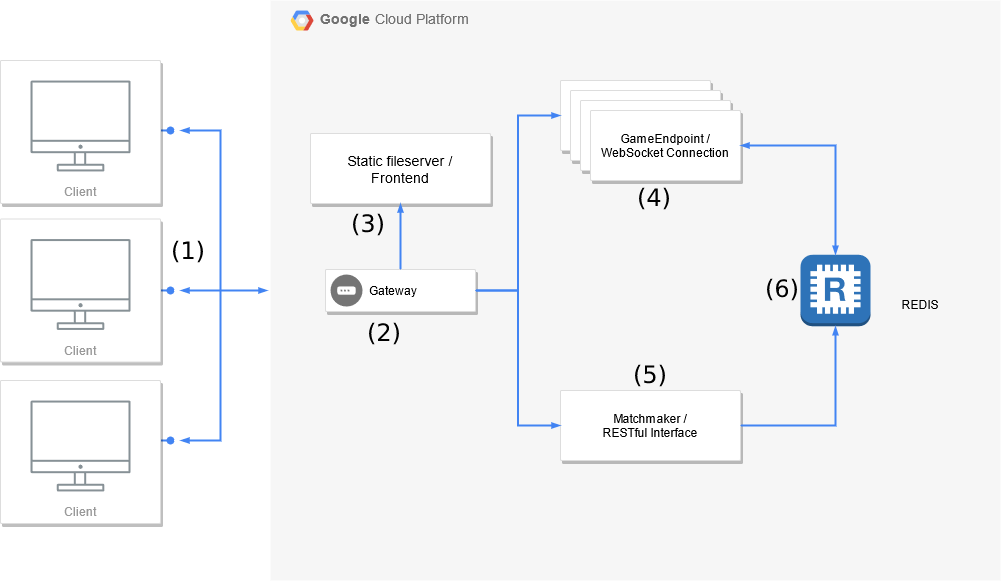 Google Cloud Platform
Client
(1)
Client
Client
Static fileserver /
Frontend
(3)
Gateway
(2)
GameEndpoint /
WebSocket Connection
(4)
(5)
Matchmaker /
RESTful Interface
(6)
R
REDIS